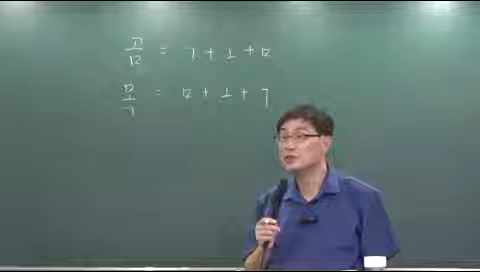 곰 = ㄱ + ㅗ + ㅁ
목 = ㅁ + ㅗ + ㄱ